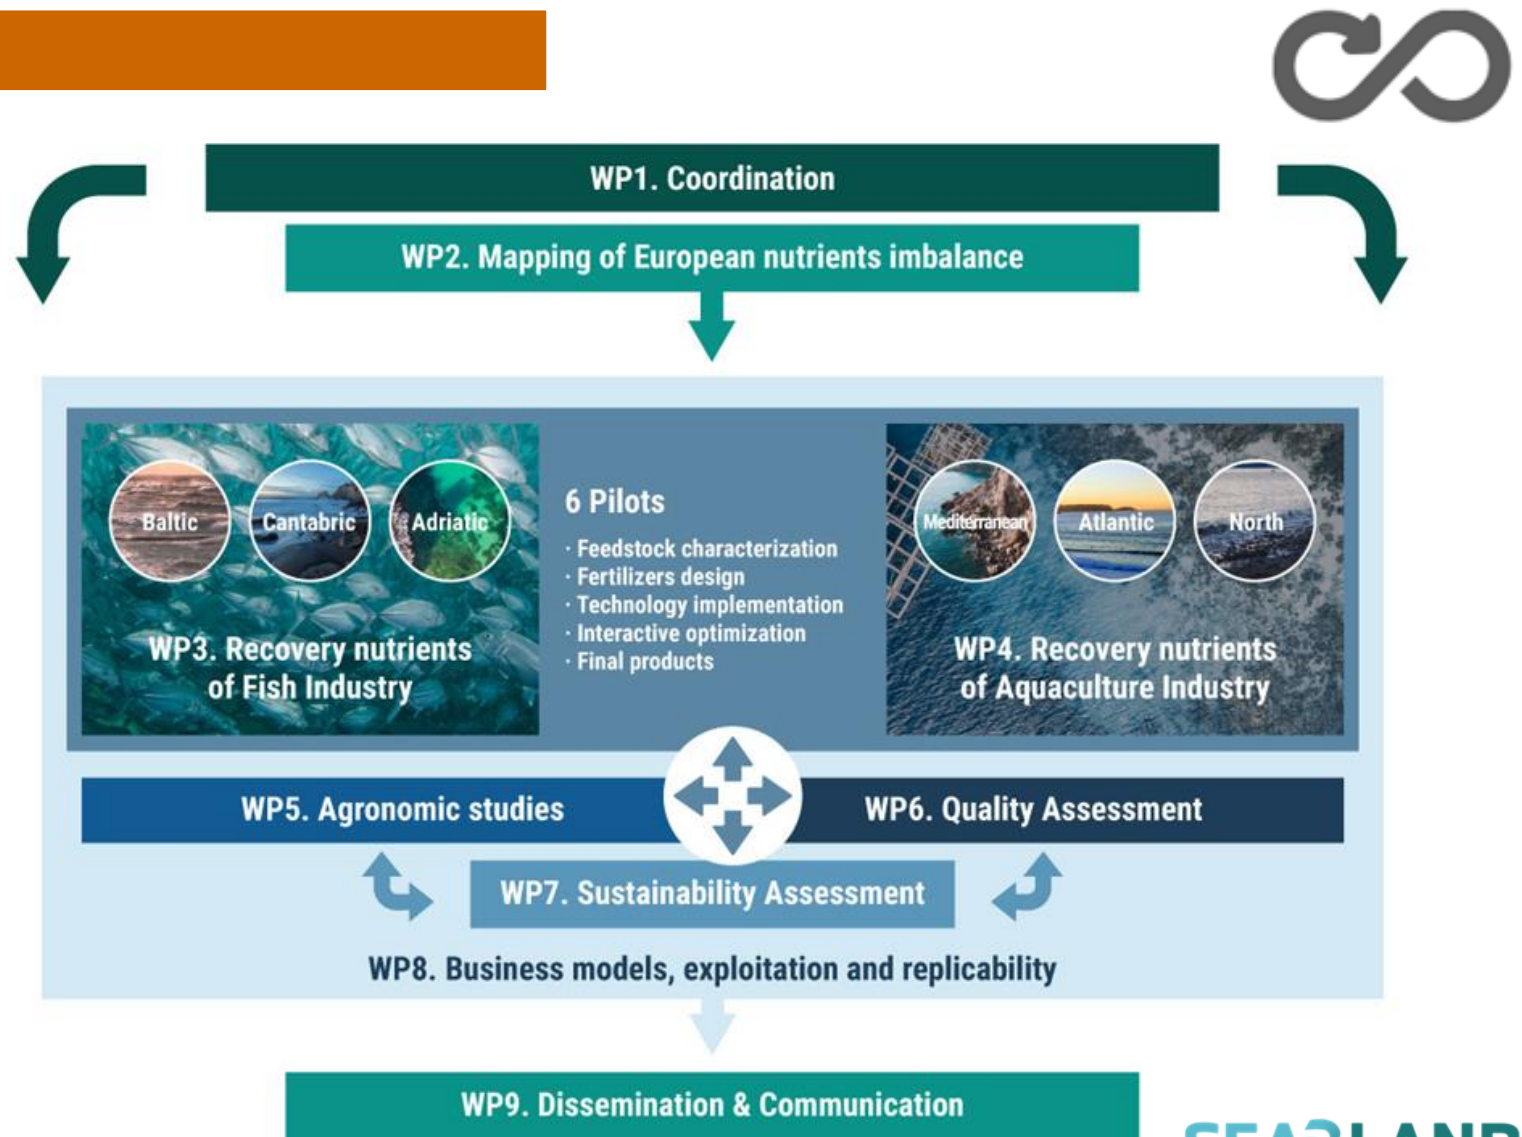 WP1. Coordination
WP2. Mapping of European nutrients imbalance
Baltic
Cantabric
Adriatic
WP3. Recovery nutrients
of Fish Industry
6 Pilots
· Feedstock characterization
· Fertilizers design
· Technology implementation
· Interactive optimization
· Final products
Mediterranean
Atlantic
North
WP4. Recovery nutrients
of Aquaculture Industry
WP5. Agronomic studies
WP6. Quality Assessment
WP7. Sustainability Assessment
WP8. Business models, exploitation and replicability
WP9. Dissemination & Communication